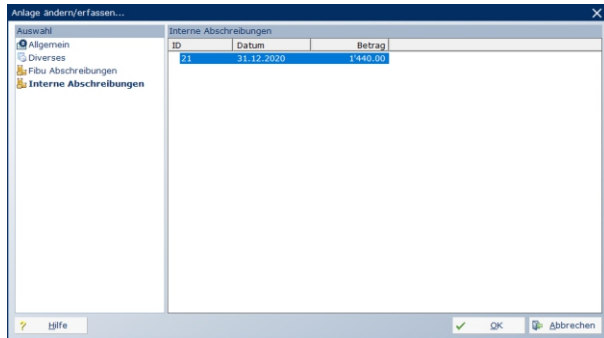 Anlage ändern/erfassen...
Auswahl
Allgemein
Diverses
Fibu Abschreibungen
Interne Abschreibungen
Interne Abschreibungen
ID Datum Betrag
21 31.12.2020 1'440.00
? Hilfe
OK
Abbrechen